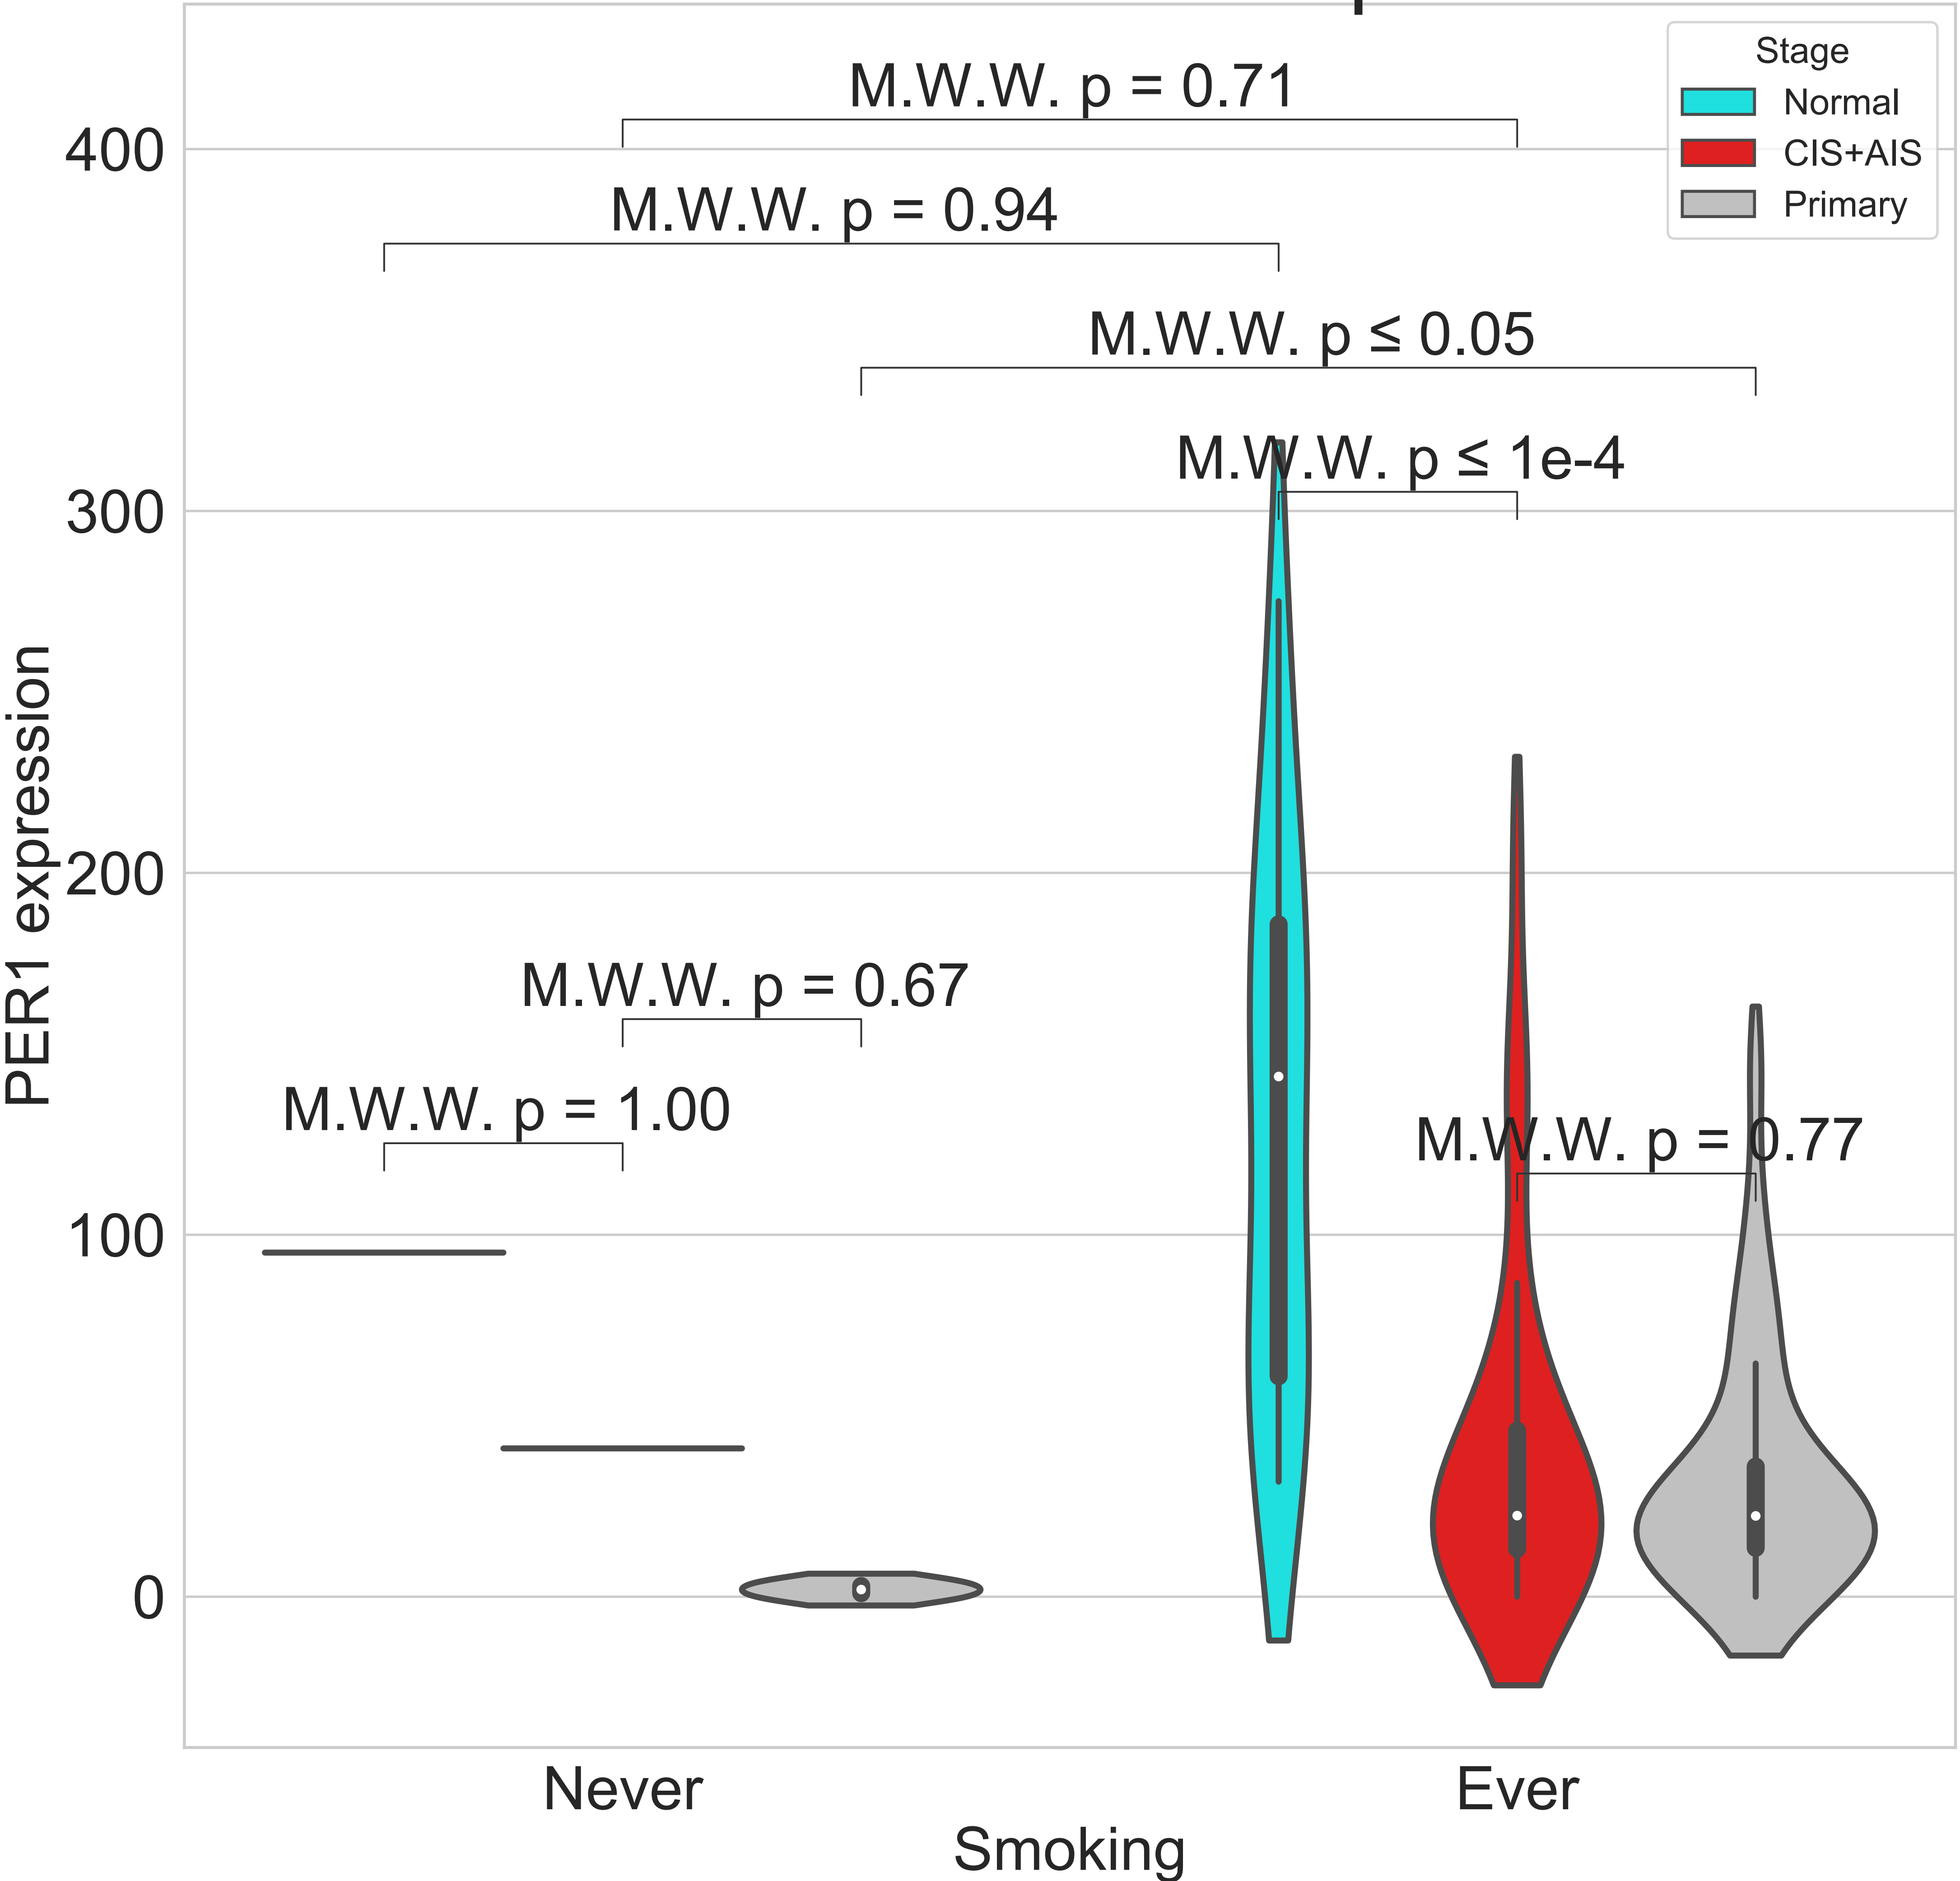 Stage
Normal
CIS+AIS
Primary
M.W.W. p = 0.71
M.W.W. p = 0.94
M.W.W. p ≤ 0.05
M.W.W. p ≤ 1e-4
M.W.W. p = 0.67
M.W.W. p = 1.00
M.W.W. p = 0.77
400
300
200
100
0
PER1 expression
Never
Ever
Smoking